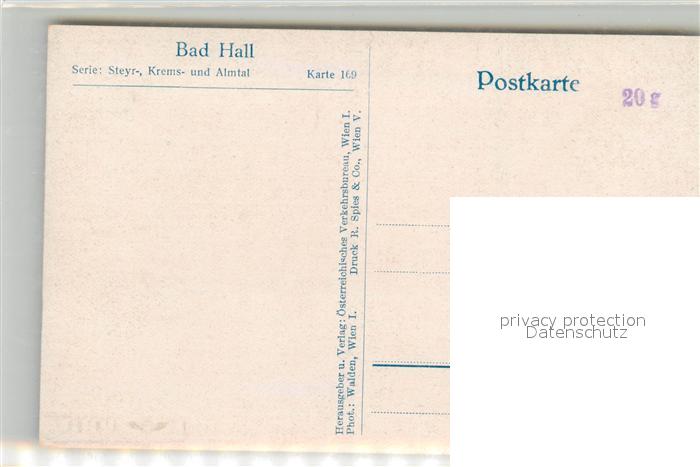 Bad Hall
Serie: Steyr-, Krems- und Almtal Karte 169
Herausgeber u. Verlag: Österreichisches Verkehrsbureau, Wien I.
Phot.: Walden, Wien I. Druck R. Spies & Co., Wien V.
Postkarte
20 g
privacy protection
Datenschutz